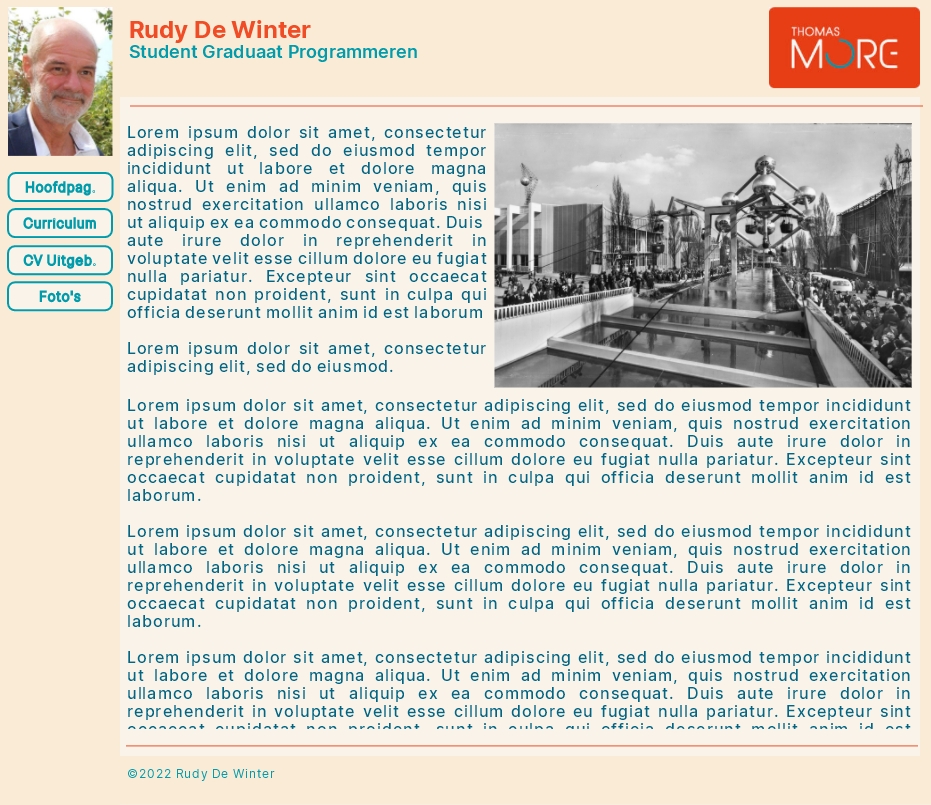 Rudy De Winter
Student Graduaat Programmeren
THOMAS
MORE
Hoofdpag.
Curriculum
CV Uitgeb.
Foto's
Lorem ipsum dolor sit amet, consectetur
adipiscing elit, sed do eiusmod tempor
incididunt ut labore et dolore magna
aliqua. Ut enim ad minim veniam, quis
nostrud exercitation ullamco laboris nisi
ut aliquip ex ea commodo consequat. Duis
aute irure dolor in reprehenderit in
voluptate velit esse cillum dolore eu fugiat
nulla pariatur. Excepteur sint occaecat
cupidatat non proident, sunt in culpa qui
officia deserunt mollit anim id est laborum
Lorem ipsum dolor sit amet, consectetur
adipiscing elit, sed do eiusmod.
Lorem ipsum dolor sit amet, consectetur adipiscing elit, sed do eiusmod tempor incididunt
ut labore et dolore magna aliqua. Ut enim ad minim veniam, quis nostrud exercitation
ullamco laboris nisi ut aliquip ex ea commodo consequat. Duis aute irure dolor in
reprehenderit in voluptate velit esse cillum dolore eu fugiat nulla pariatur. Excepteur sint
occaecat cupidatat non proident, sunt in culpa qui officia deserunt mollit anim id est
laborum.
Lorem ipsum dolor sit amet, consectetur adipiscing elit, sed do eiusmod tempor incididunt
ut labore et dolore magna aliqua. Ut enim ad minim veniam, quis nostrud exercitation
ullamco laboris nisi ut aliquip ex ea commodo consequat. Duis aute irure dolor in
reprehenderit in voluptate velit esse cillum dolore eu fugiat nulla pariatur. Excepteur sint
occaecat cupidatat non proident, sunt in culpa qui officia deserunt mollit anim id est
laborum.
Lorem ipsum dolor sit amet, consectetur adipiscing elit, sed do eiusmod tempor incididunt
ut labore et dolore magna aliqua. Ut enim ad minim veniam, quis nostrud exercitation
ullamco laboris nisi ut aliquip ex ea commodo consequat. Duis aute irure dolor in
reprehenderit in voluptate velit esse cillum dolore eu fugiat nulla pariatur. Excepteur sint
occaecat cupidatat non proident, sunt in culpa qui officia deserunt mollit anim id est
©2022 Rudy De Winter